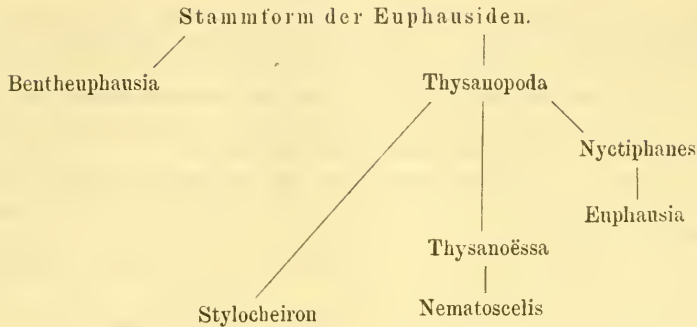 Stammform der Euphausiden.
Bentheuphausia
Thysanopoda
Nyctiphanes
Euphausia
Thysanoëssa
Stylocheiron
Nematoscelis